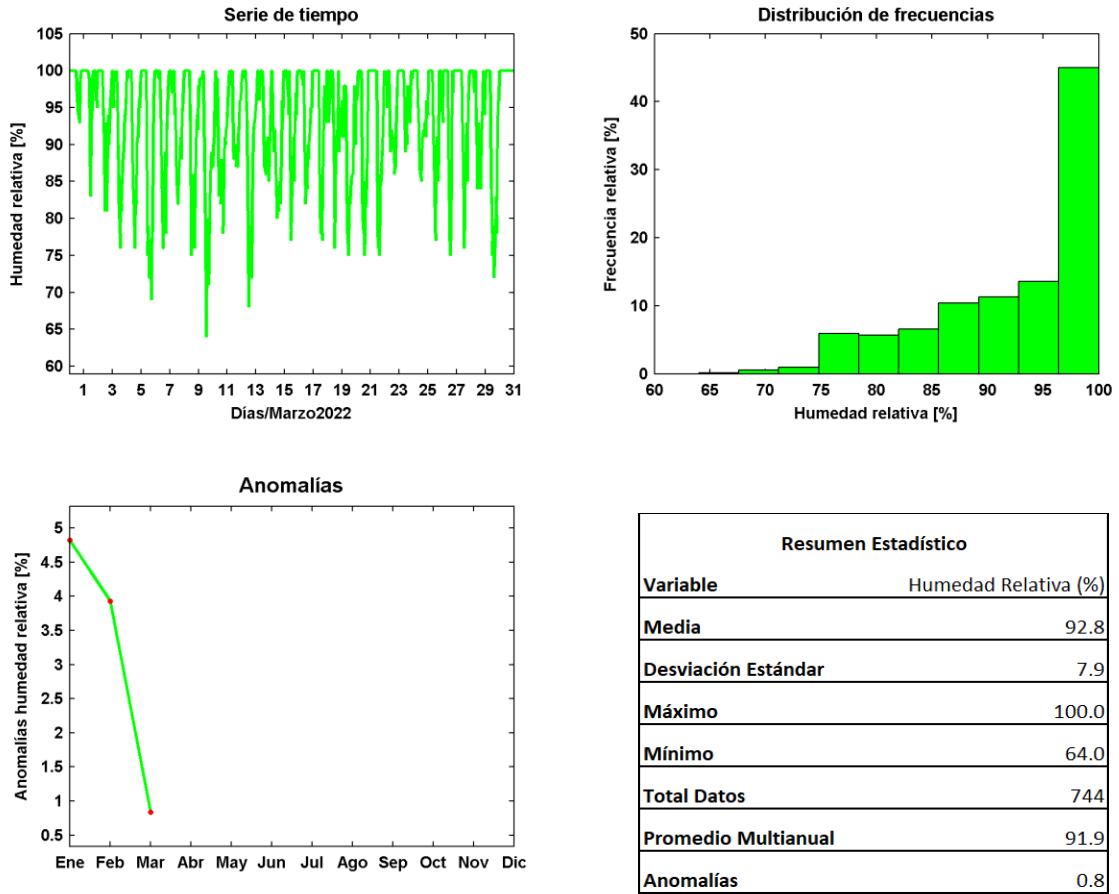 Serie de tiempo
105
100
95
90
85
80
75
70
65
60
Humedad relativa [%]
1 3 5 7 9 11 13 15 17 19 21 23 25 27 29 31
Días/Marzo2022
Distribución de frecuencias
50
40
30
20
10
0
Frecuencia relativa [%]
60 65 70 75 80 85 90 95 100
Humedad relativa [%]
Anomalías
5
4.5
4
3.5
3
2.5
2
1.5
1
0.5
Anomalías humedad relativa [%]
Ene Feb Mar Abr May Jun Jul Ago Sep Oct Nov Dic
Resumen Estadístico
Variable Humedad Relativa (%)
Media 92.8
Desviación Estándar 7.9
Máximo 100.0
Mínimo 64.0
Total Datos 744
Promedio Multianual 91.9
Anomalías 0.8